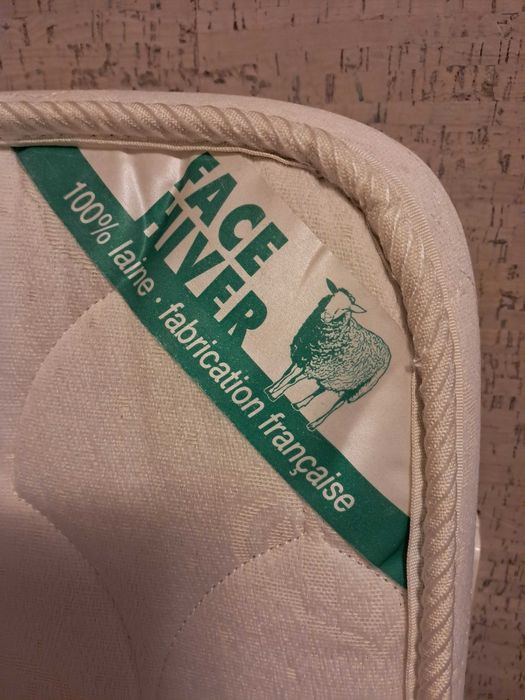 FACE
HIVER
100% laine · fabrication française